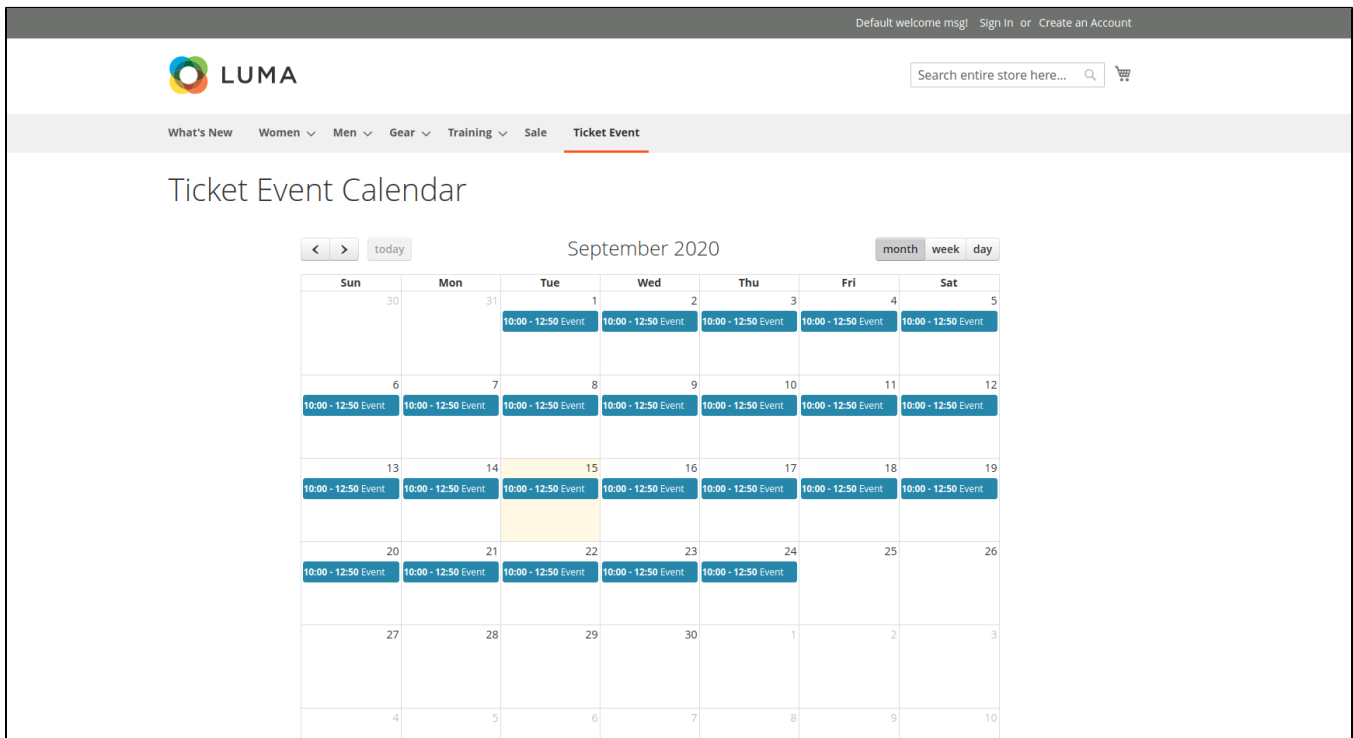 Default welcome msg! Sign In or Create an Account
LUMA
Search entire store here...
What's New Women Men Gear Training Sale Ticket Event
Ticket Event Calendar
today September 2020 month week day
Sun Mon Tue Wed Thu Fri Sat
30 31 1 2 3 4 5
10:00 - 12:50 Event 10:00 - 12:50 Event 10:00 - 12:50 Event 10:00 - 12:50 Event 10:00 - 12:50 Event
6 7 8 9 10 11 12
10:00 - 12:50 Event 10:00 - 12:50 Event 10:00 - 12:50 Event 10:00 - 12:50 Event 10:00 - 12:50 Event 10:00 - 12:50 Event 10:00 - 12:50 Event
13 14 15 16 17 18 19
10:00 - 12:50 Event 10:00 - 12:50 Event 10:00 - 12:50 Event 10:00 - 12:50 Event 10:00 - 12:50 Event 10:00 - 12:50 Event 10:00 - 12:50 Event
20 21 22 23 24 25 26
10:00 - 12:50 Event 10:00 - 12:50 Event 10:00 - 12:50 Event 10:00 - 12:50 Event 10:00 - 12:50 Event
27 28 29 30 1 2 3
4 5 6 7 8 9 10